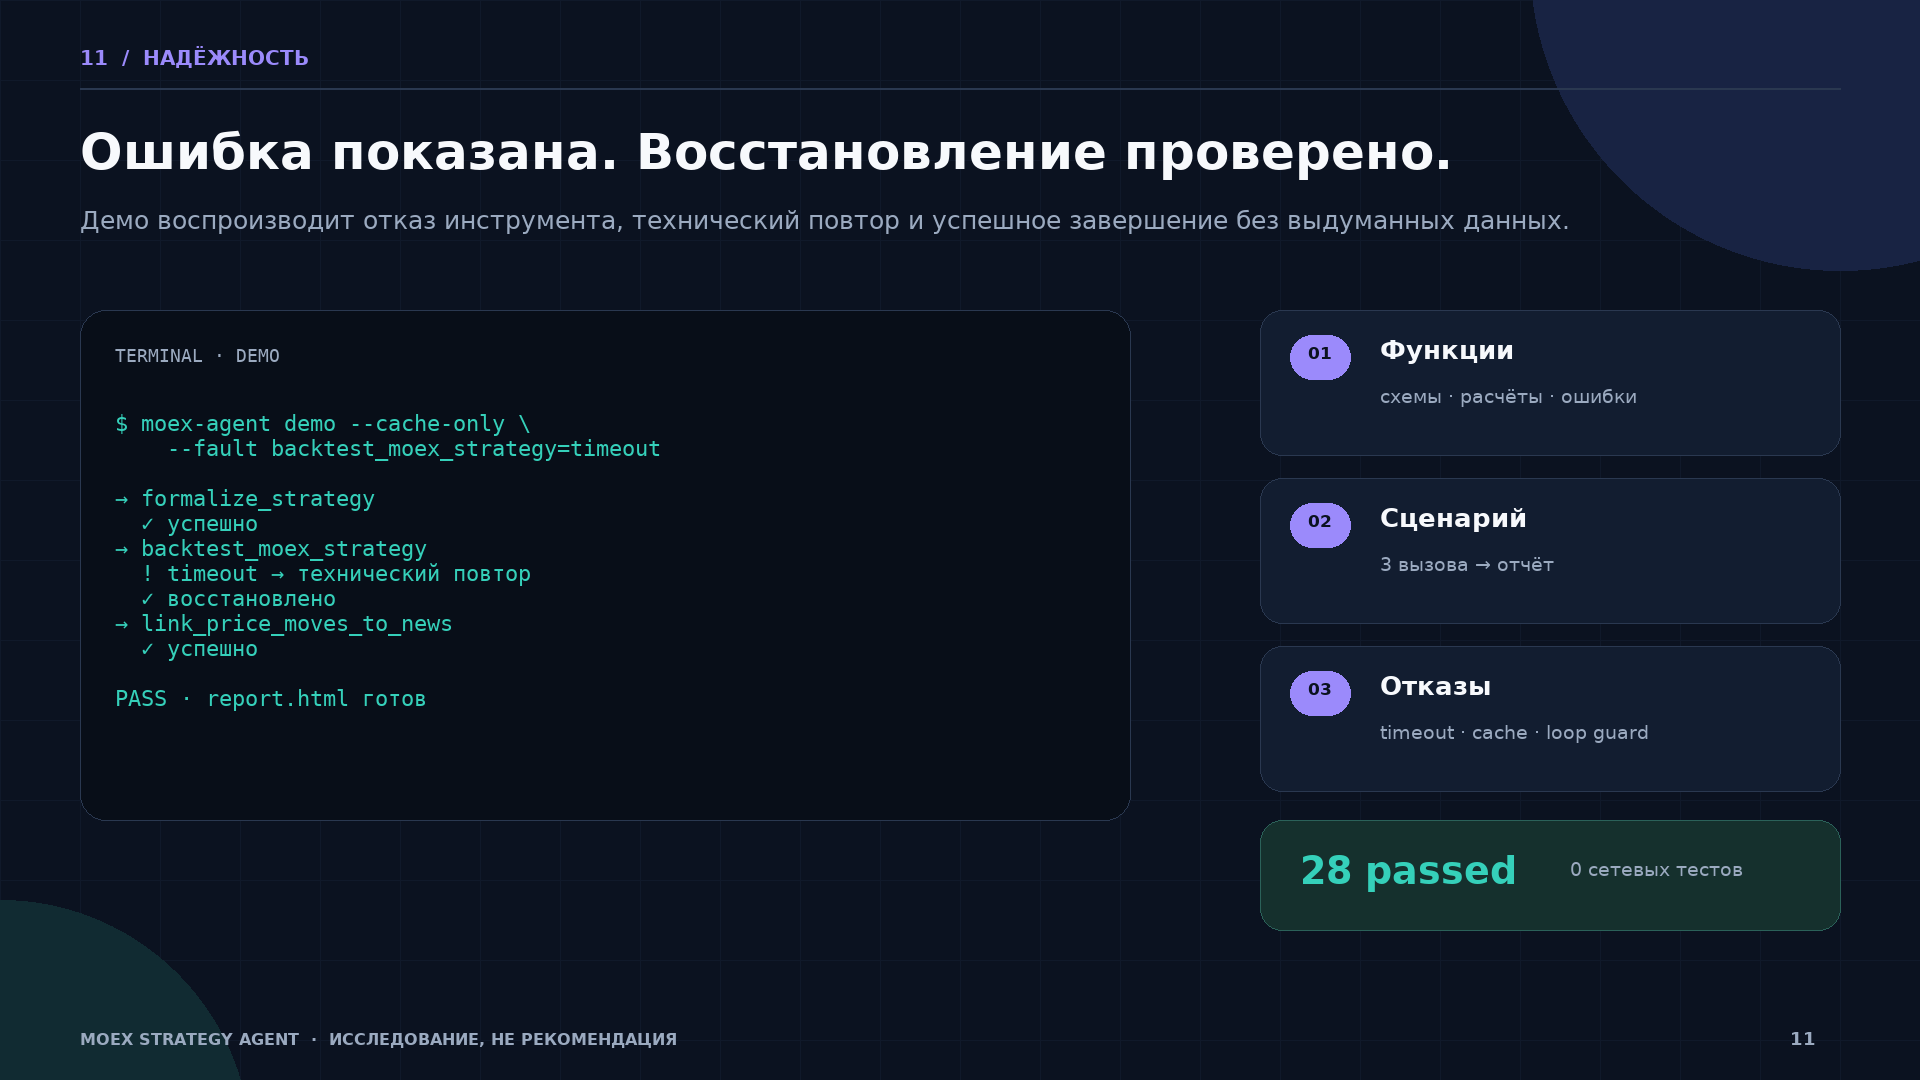 11 / НАДЁЖНОСТЬ
Ошибка показана. Восстановление проверено.
Демо воспроизводит отказ инструмента, технический повтор и успешное завершение без выдуманных данных.
TERMINAL · DEMO
$ moex-agent demo --cache-only \
--fault backtest_moex_strategy=timeout
→ formalize_strategy
✓ успешно
→ backtest_moex_strategy
! timeout → технический повтор
✓ восстановлено
→ link_price_moves_to_news
✓ успешно
PASS · report.html готов
01
Функции
схемы · расчёты · ошибки
02
Сценарий
3 вызова → отчёт
03
Отказы
timeout · cache · loop guard
28 passed
0 сетевых тестов
MOEX STRATEGY AGENT · ИССЛЕДОВАНИЕ, НЕ РЕКОМЕНДАЦИЯ
11